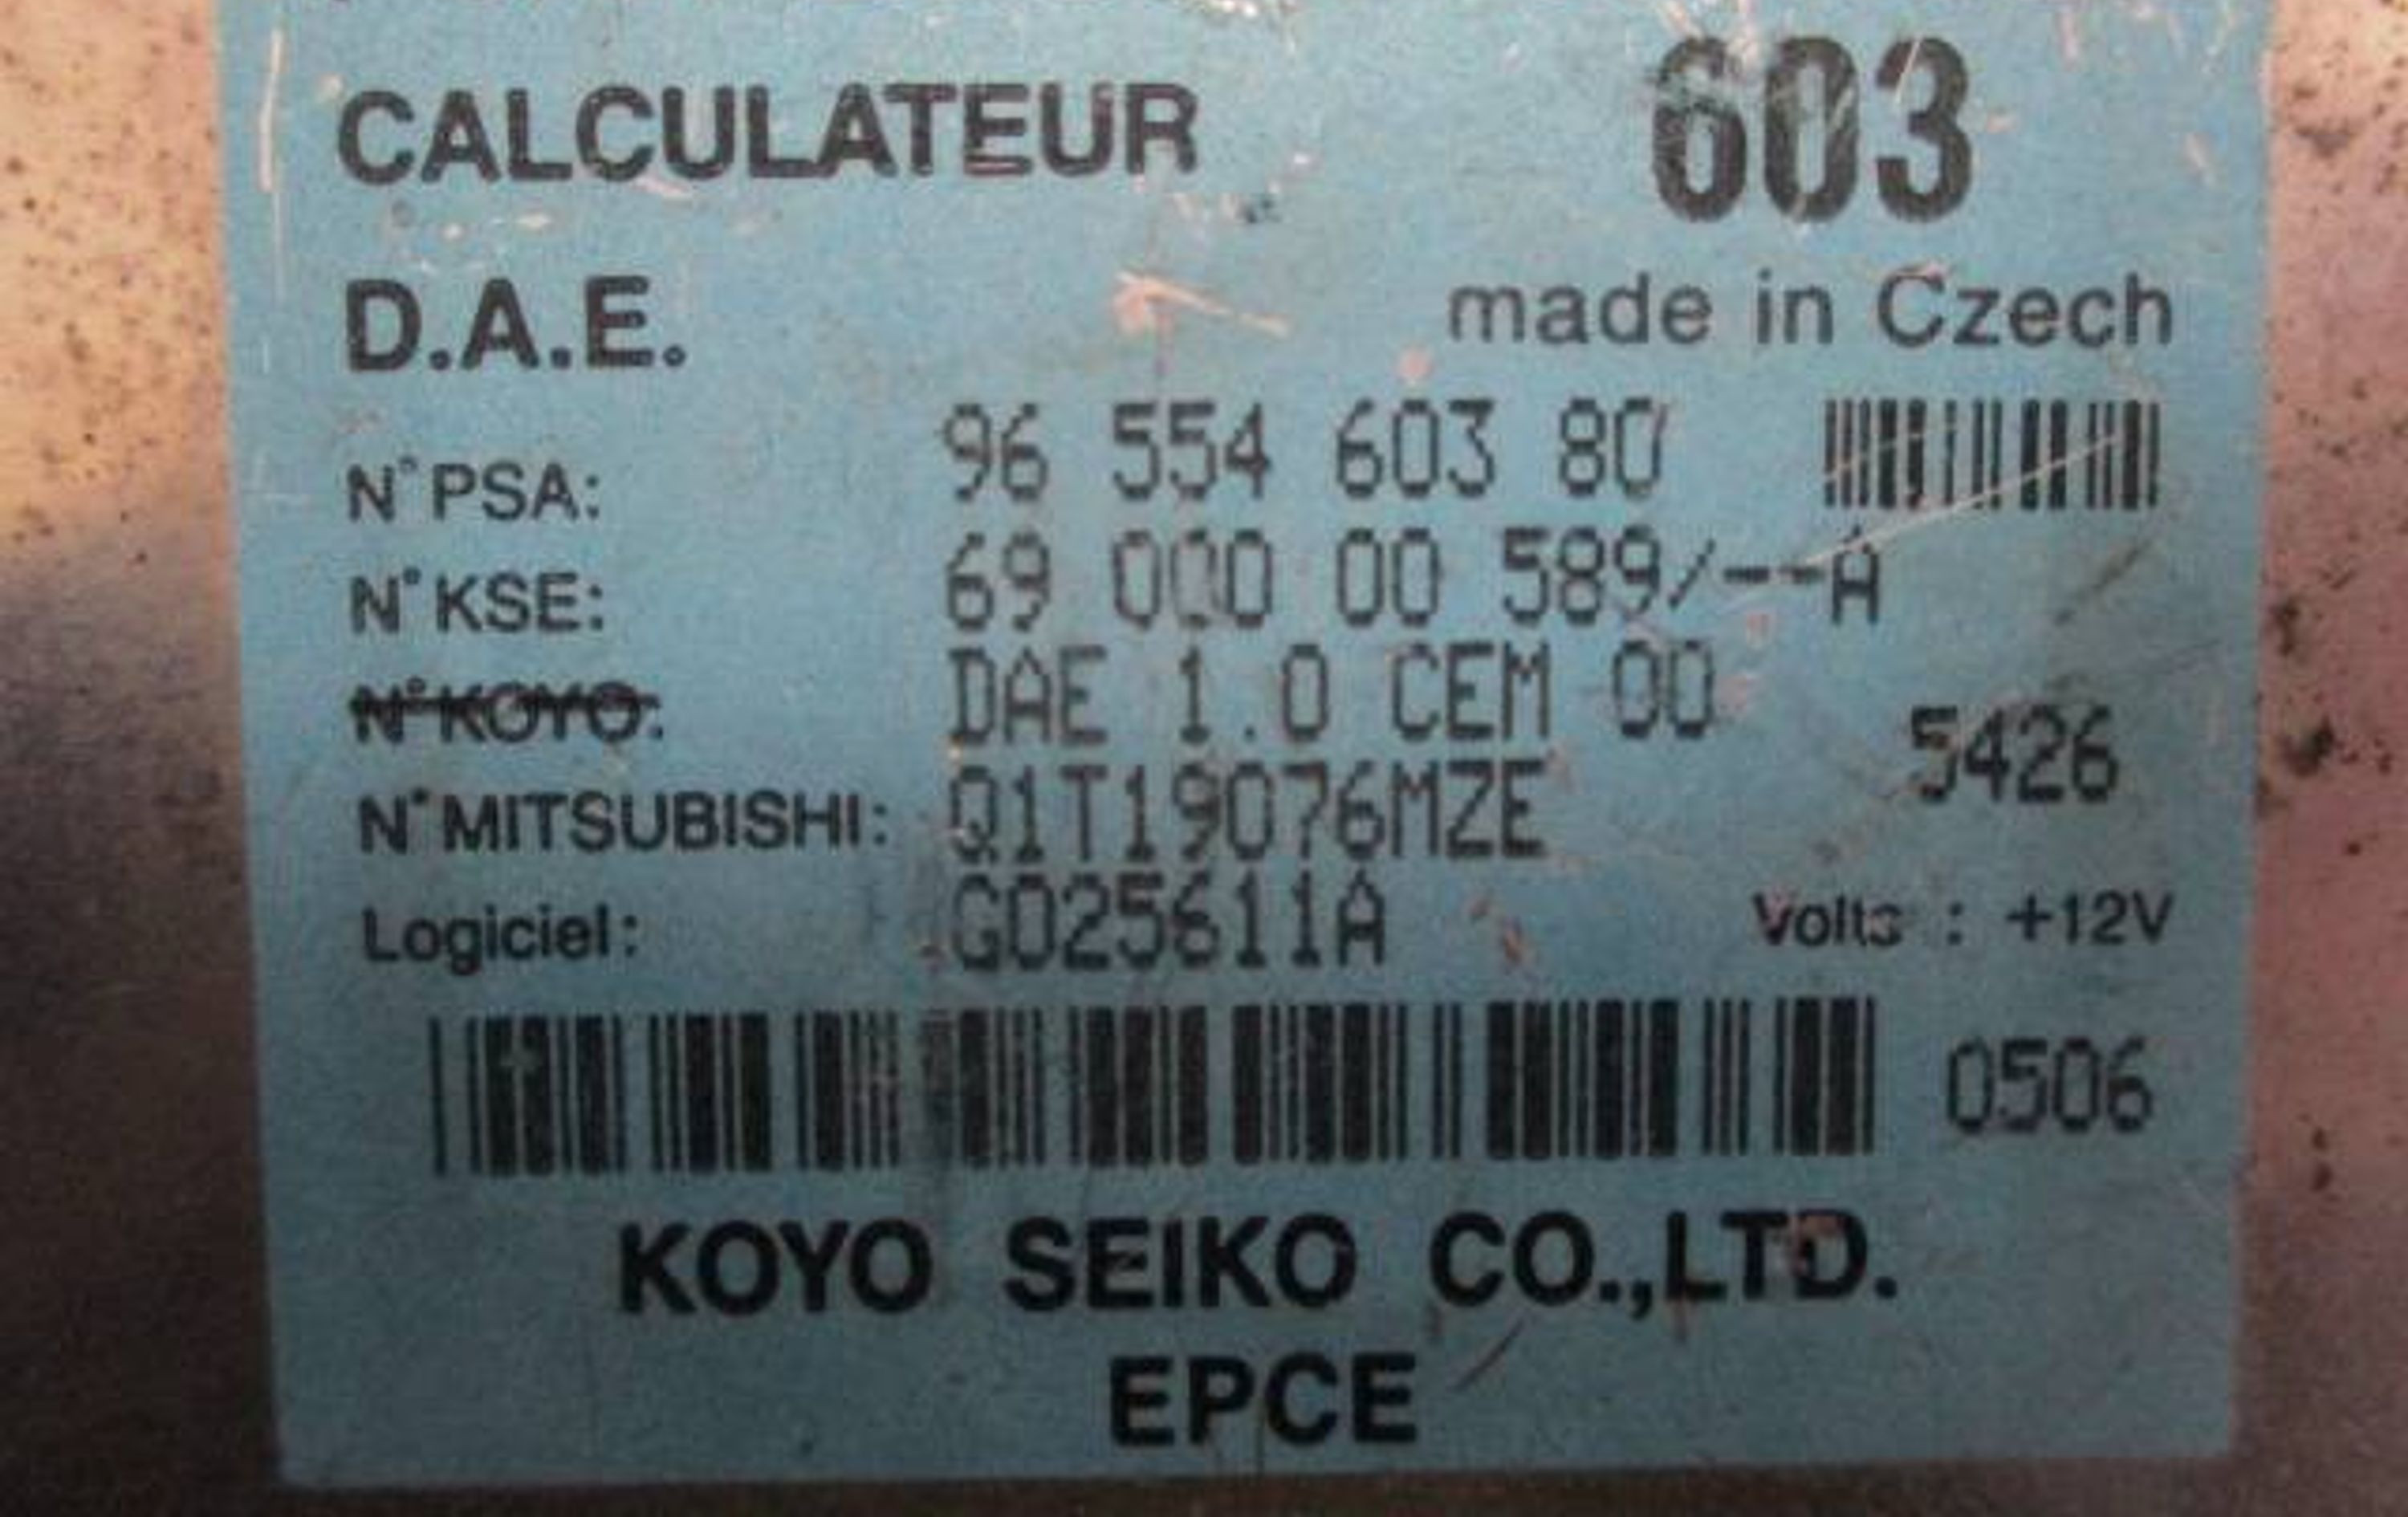 CALCULATEUR 603
D.A.E. made in Czech
N°PSA: 96 554 603 80
N°KSE: 69 000 00 589/--A
N°KOYO: DAE 1.0 CEM 00
5426
N°MITSUBISHI: Q1T19076MZE
Logiciel: G025611A Volts : +12V
0506
KOYO SEIKO CO.,LTD.
EPCE